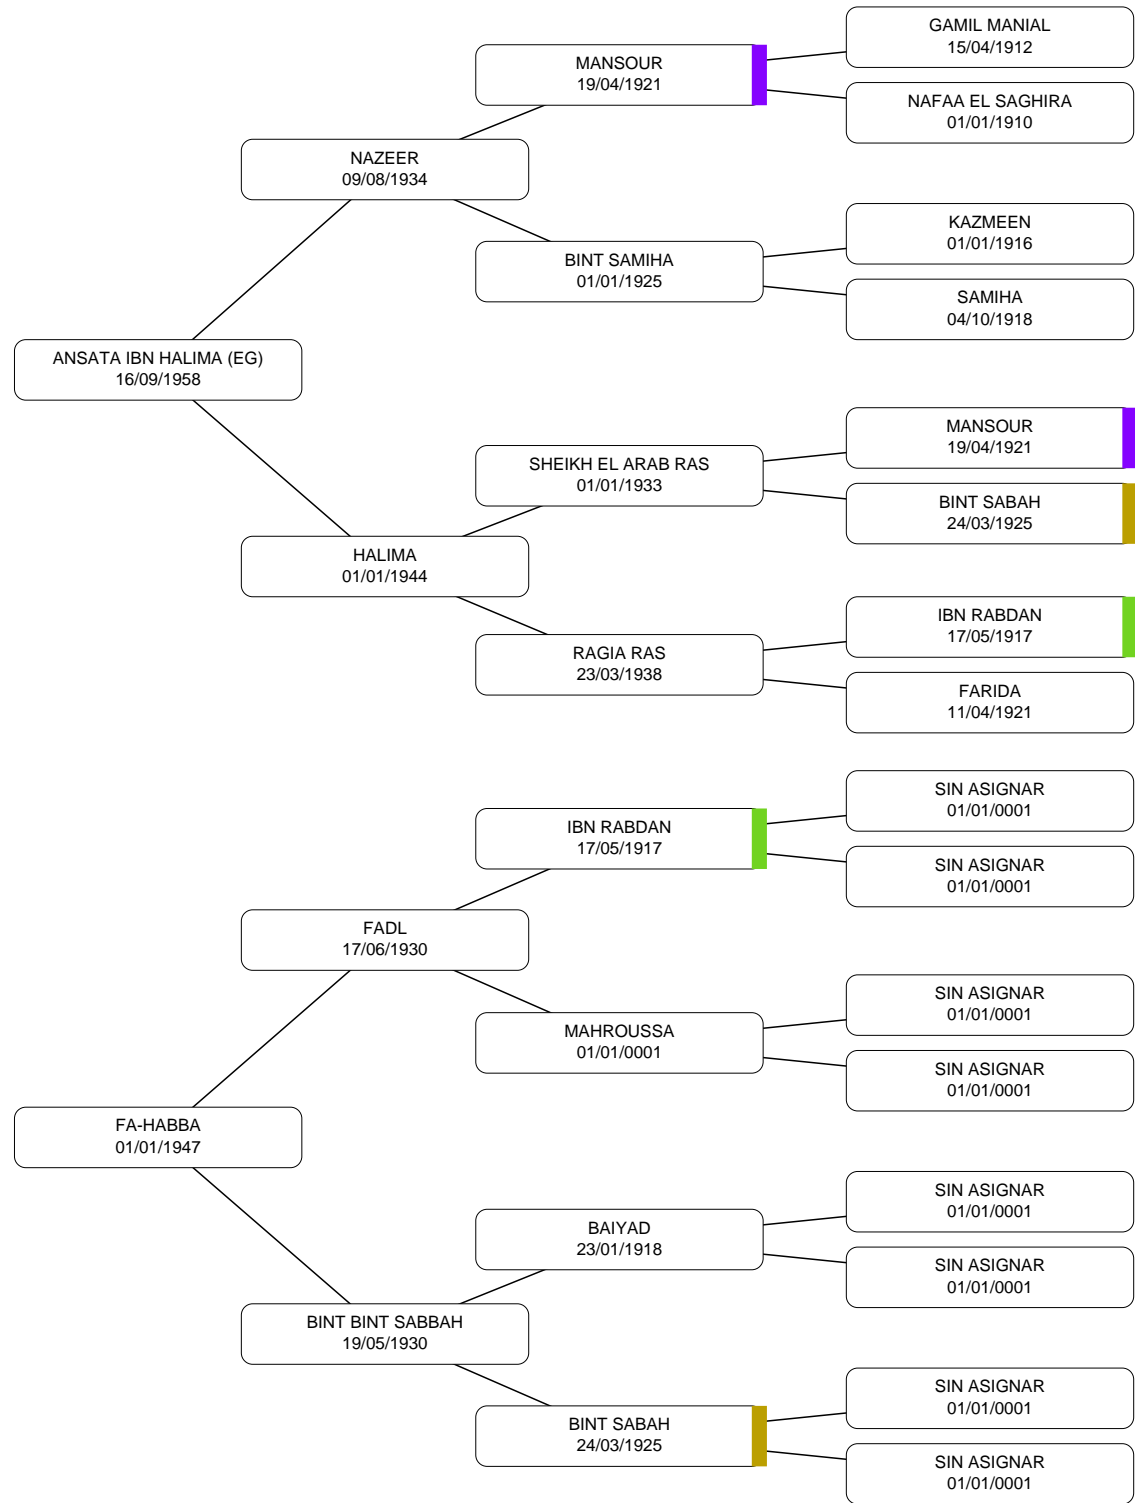 GAMIL MANIAL
15/04/1912
MANSOUR
19/04/1921
NAFAA EL SAGHIRA
01/01/1910
NAZEER
09/08/1934
KAZMEEN
01/01/1916
BINT SAMIHA
01/01/1925
SAMIHA
04/10/1918
ANSATA IBN HALIMA (EG)
16/09/1958
MANSOUR
19/04/1921
SHEIKH EL ARAB RAS
01/01/1933
BINT SABAH
24/03/1925
HALIMA
01/01/1944
IBN RABDAN
17/05/1917
RAGIA RAS
23/03/1938
FARIDA
11/04/1921
SIN ASIGNAR
01/01/0001
IBN RABDAN
17/05/1917
SIN ASIGNAR
01/01/0001
FADL
17/06/1930
SIN ASIGNAR
01/01/0001
MAHROUSSA
01/01/0001
SIN ASIGNAR
01/01/0001
FA-HABBA
01/01/1947
SIN ASIGNAR
01/01/0001
BAIYAD
23/01/1918
SIN ASIGNAR
01/01/0001
BINT BINT SABBAH
19/05/1930
SIN ASIGNAR
01/01/0001
BINT SABAH
24/03/1925
SIN ASIGNAR
01/01/0001